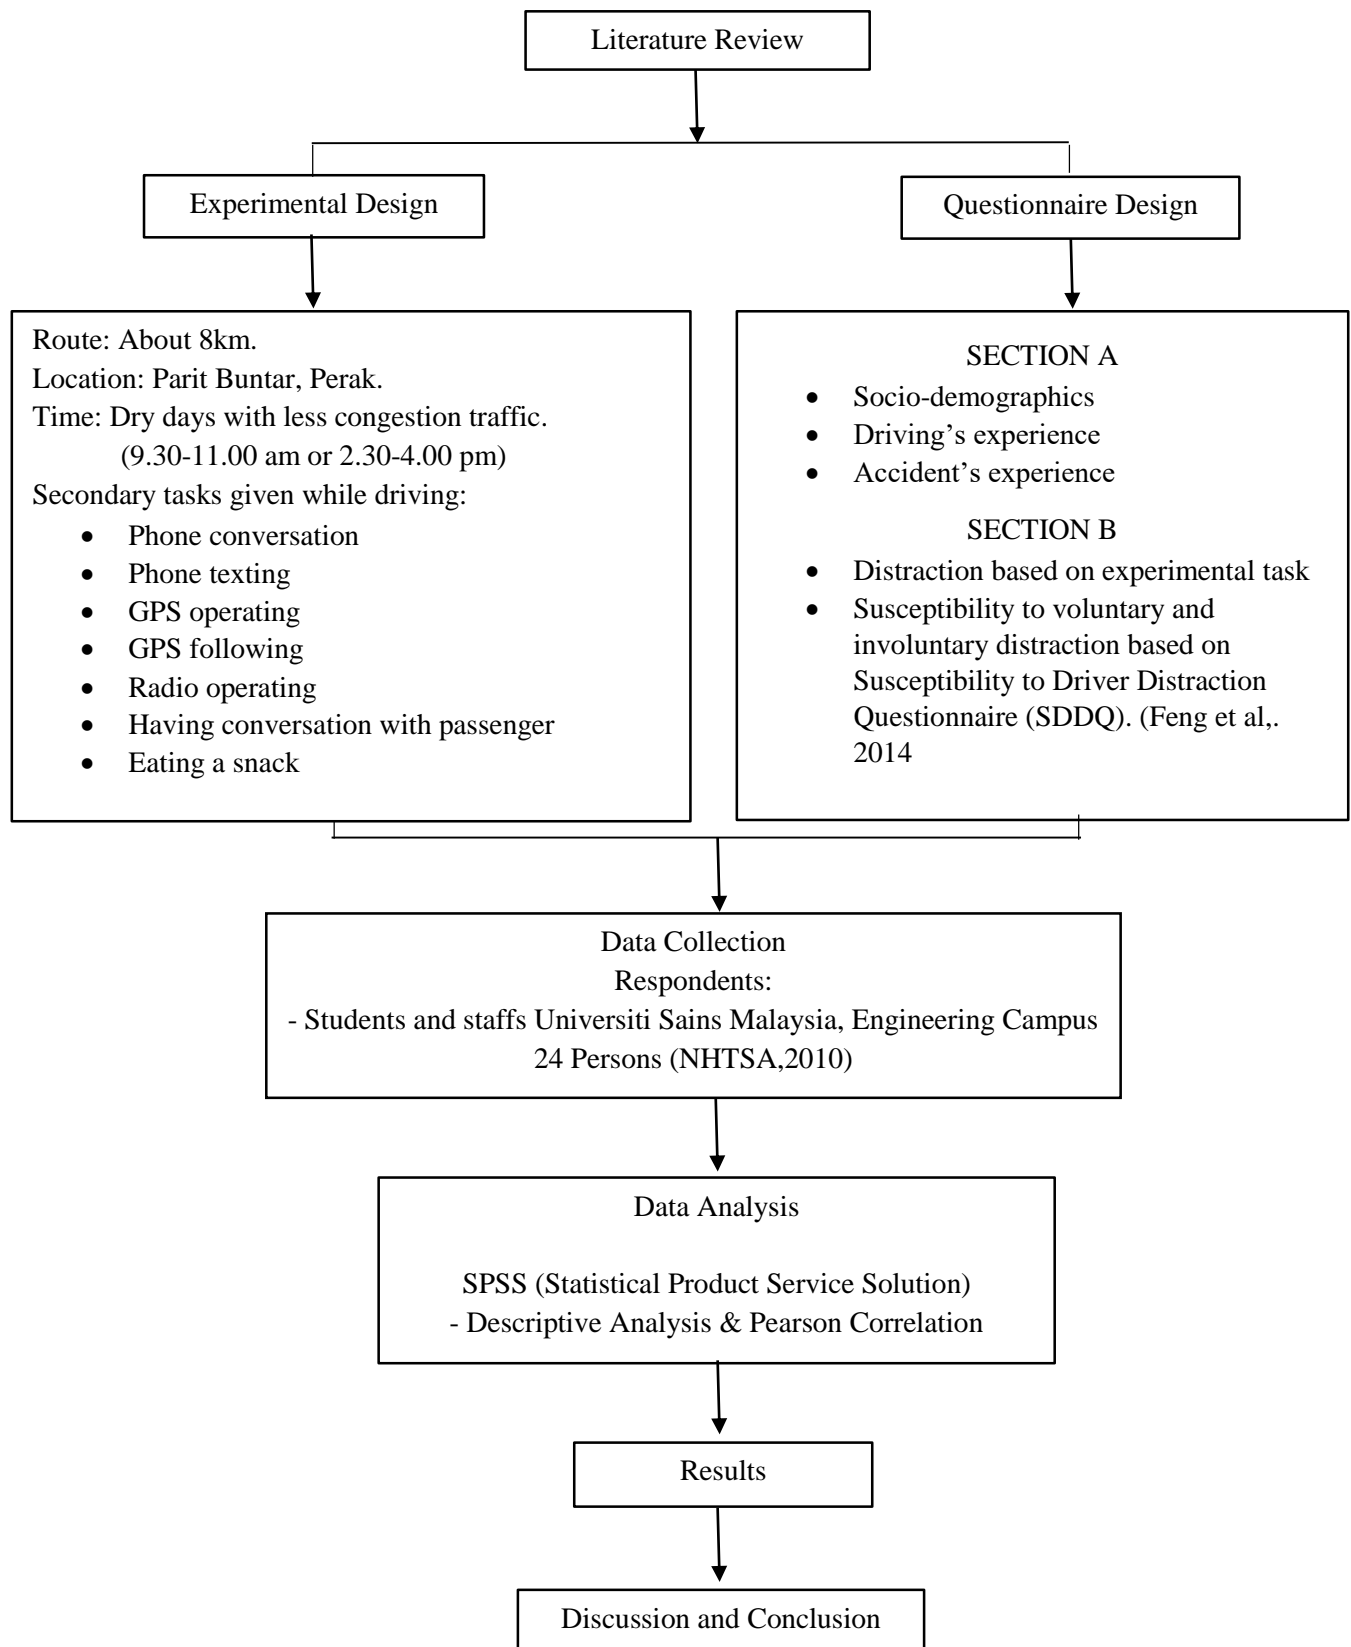 Literature Review
Experimental Design
Questionnaire Design
Route: About 8km.
Location: Parit Buntar, Perak.
Time: Dry days with less congestion traffic.
(9.30-11.00 am or 2.30-4.00 pm)
Secondary tasks given while driving:
• Phone conversation
• Phone texting
• GPS operating
• GPS following
• Radio operating
• Having conversation with passenger
• Eating a snack
SECTION A
• Socio-demographics
• Driving’s experience
• Accident’s experience
SECTION B
• Distraction based on experimental task
• Susceptibility to voluntary and
involuntary distraction based on
Susceptibility to Driver Distraction
Questionnaire (SDDQ). (Feng et al,.
2014
Data Collection
Respondents:
- Students and staffs Universiti Sains Malaysia, Engineering Campus
24 Persons (NHTSA,2010)
Data Analysis
SPSS (Statistical Product Service Solution)
- Descriptive Analysis & Pearson Correlation
Results
Discussion and Conclusion